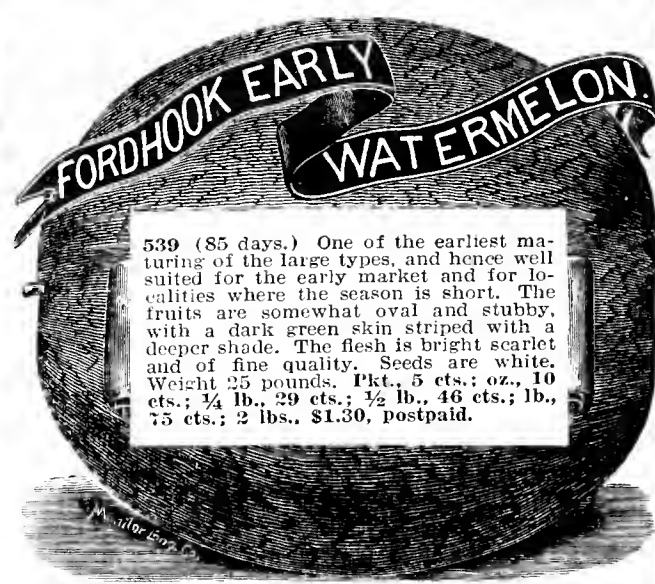 FORDHOOK EARLY
WATERMELON.
539 (85 days.) One of the earliest ma-
turing of the large types, and hence well
suited for the early market and for lo-
calities where the season is short. The
fruits are somewhat oval and stubby,
with a dark green skin striped with a
deeper shade. The flesh is bright scarlet
and of fine quality. Seeds are white.
Weight 25 pounds. Pkt., 5 cts.; oz., 10
cts.; ¼ lb., 29 cts.; ½ lb., 46 cts.; lb.,
75 cts.; 2 lbs., $1.30, postpaid.